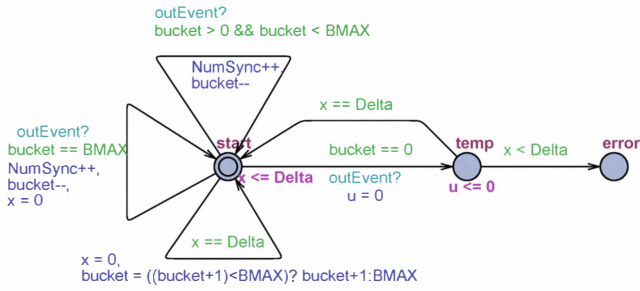 outEvent?
bucket > 0 && bucket < BMAX
NumSync++,
bucket--
x == Delta
outEvent?
bucket == BMAX
NumSync++,
bucket--,
x = 0
start
x <= Delta
bucket == 0
outEvent?
u = 0
temp
u <= 0
x < Delta
error
x == Delta
x = 0,
bucket = ((bucket+1)<BMAX)? bucket+1:BMAX